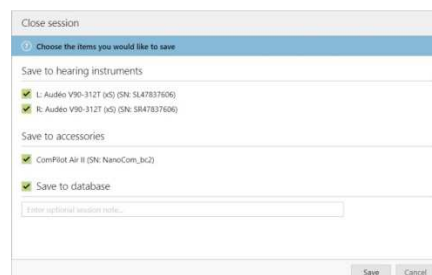 Close session
Choose the items you would like to save
Save to hearing instruments
L: Audéo V90-312T (xS) (SN: SL47837606)
R: Audéo V90-312T (xS) (SN: SR47837606)
Save to accessories
ComPilot Air II (SN: NanoCom_bc2)
Save to database
Enter optional session note...
Save Cancel